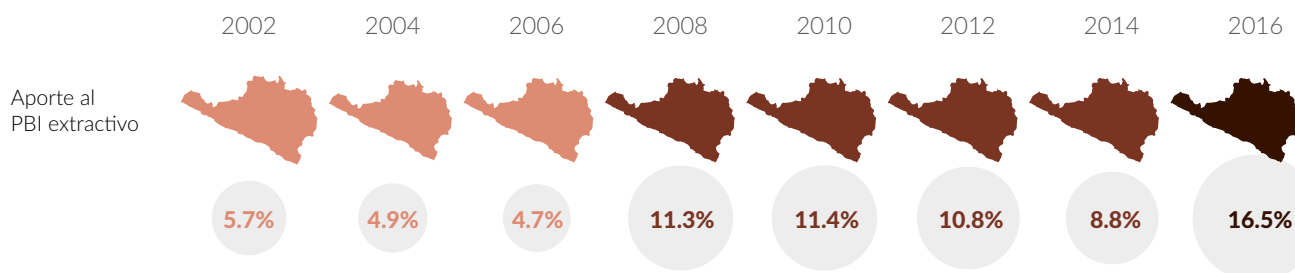 2002 2004 2006 2008 2010 2012 2014 2016
Aporte al
PBI extractivo
5.7% 4.9% 4.7% 11.3% 11.4% 10.8% 8.8% 16.5%